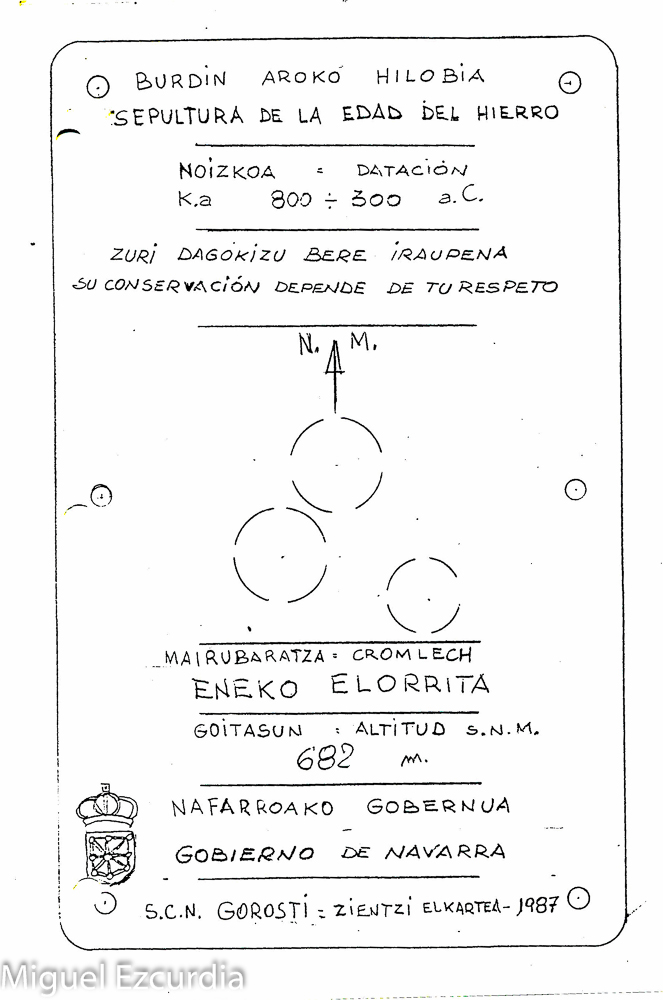 BURDIN AROKO HILOBIA
SEPULTURA DE LA EDAD DEL HIERRO
NOIZKOA = DATACIÓN
K.a 800 ÷ 300 a.C.
ZURI DAGOKIZU BERE IRAUPENA
SU CONSERVACIÓN DEPENDE DE TU RESPETO
N. M.
MAIRUBARATZA = CROMLECH
ENEKO ELORRITA
GOITASUN : ALTITUD S.N.M.
682 m.
NAFARROAKO GOBERNUA
GOBIERNO DE NAVARRA
S.C.N. GOROSTI = ZIENTZI ELKARTEA - 1987
Miguel Ezcurdia